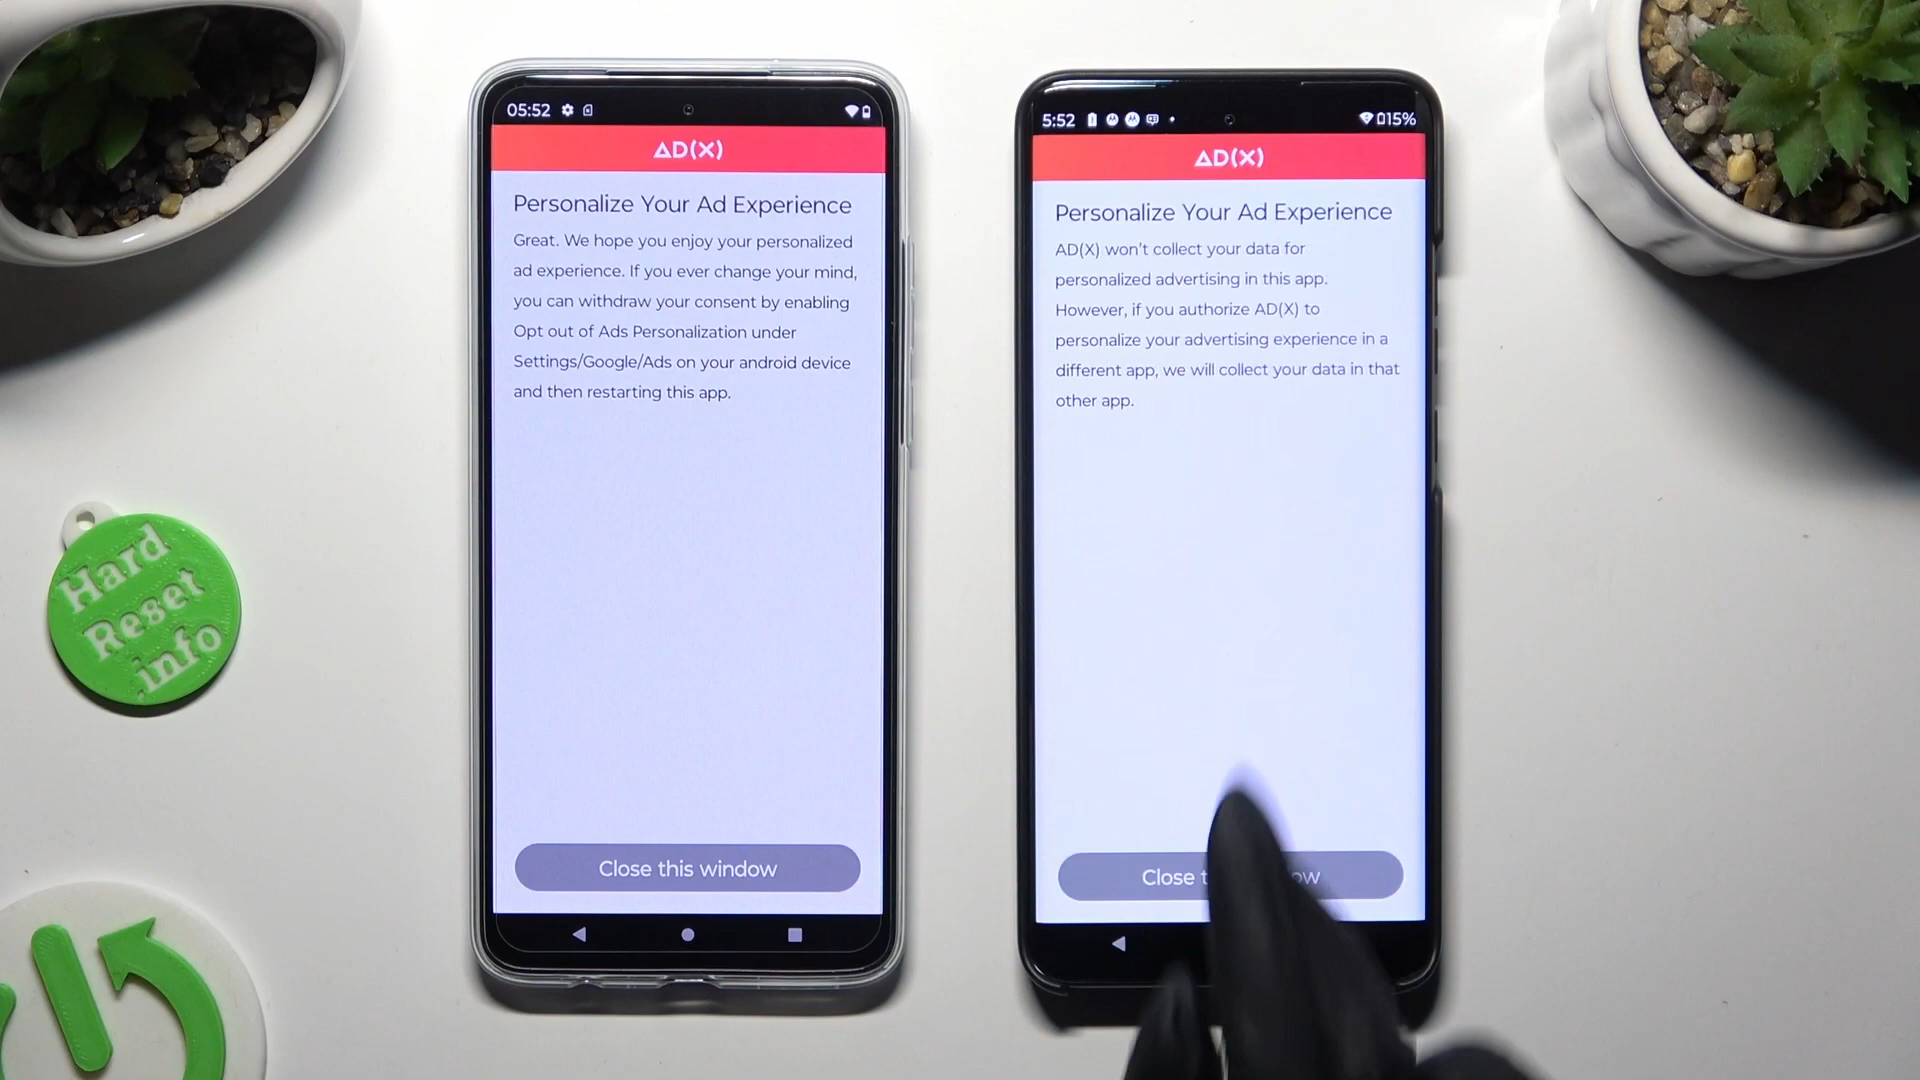 05:52
AD(X)
Personalize Your Ad Experience
Great. We hope you enjoy your personalized
ad experience. If you ever change your mind,
you can withdraw your consent by enabling
Opt out of Ads Personalization under
Settings/Google/Ads on your android device
and then restarting this app.
Close this window
5:52
15%
AD(X)
Personalize Your Ad Experience
AD(X) won't collect your data for
personalized advertising in this app.
However, if you authorize AD(X) to
personalize your advertising experience in a
different app, we will collect your data in that
other app.
Close
Hard
Reset
.info